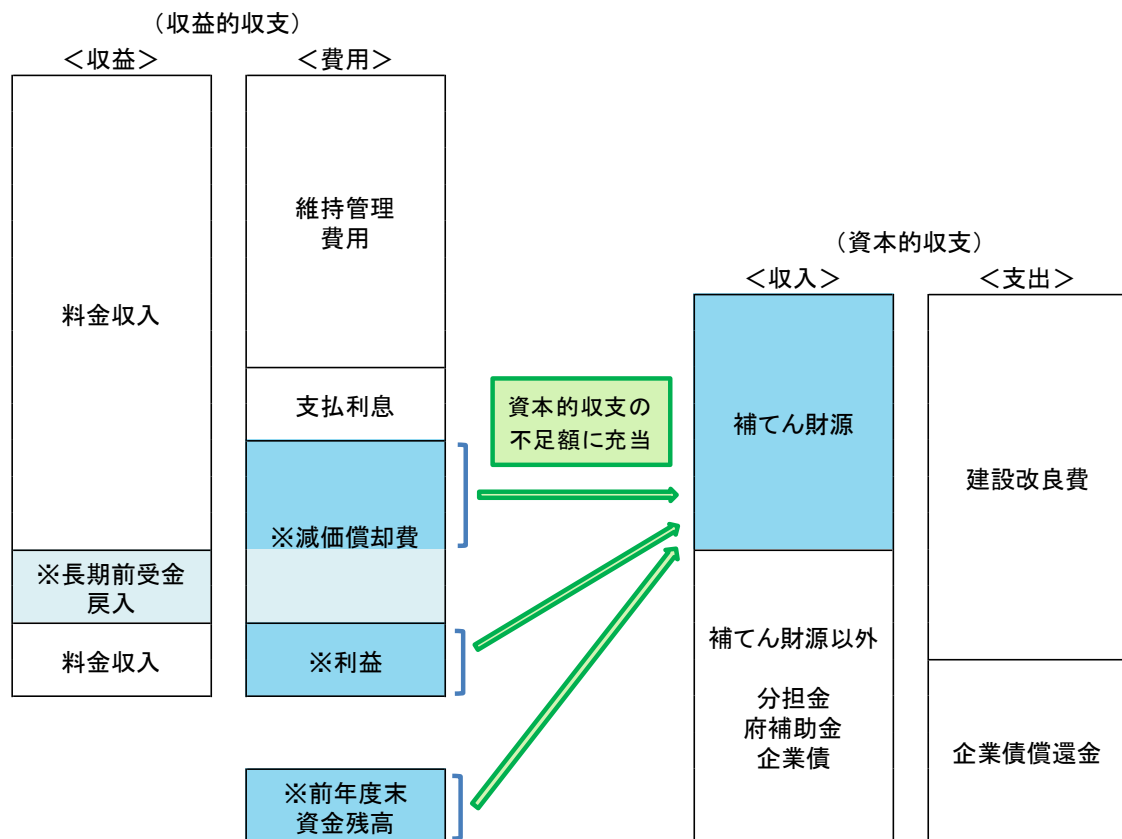 （収益的収支）
＜収益＞
＜費用＞
料金収入
※長期前受金
戻入
料金収入
維持管理
費用
支払利息
※減価償却費
※利益
※前年度末
資金残高
資本的収支の
不足額に充当
（資本的収支）
＜収入＞
＜支出＞
補てん財源
補てん財源以外
分担金
府補助金
企業債
建設改良費
企業債償還金